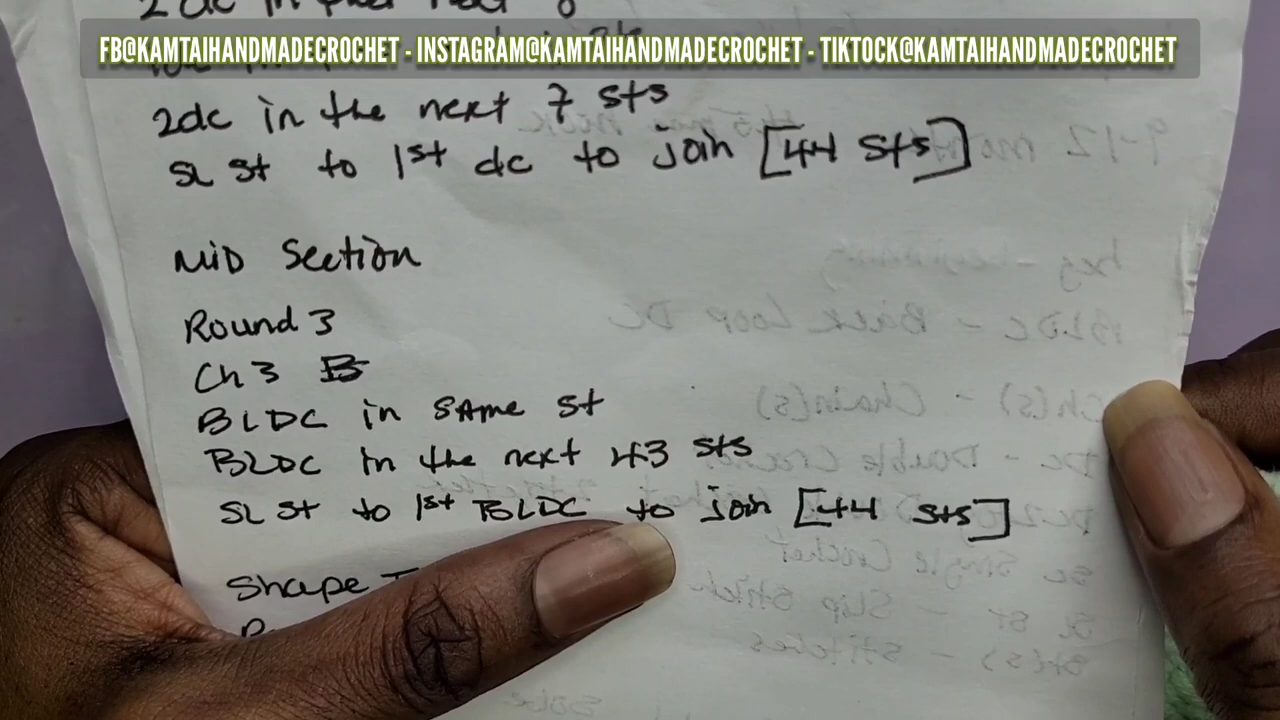 FB@KAMTAIHANDMADECROCHET - INSTAGRAM@KAMTAIHANDMADECROCHET - TIKTOCK@KAMTAIHANDMADECROCHET
2dc in the next 7 sts
SL St to 1st dc to join [44 Sts]
MID Section
Round 3
Ch 3
BLDC in SAMe st
BLDC in the next 43 sts
SL St to 1st BLDC to join [44 sts]
Shape